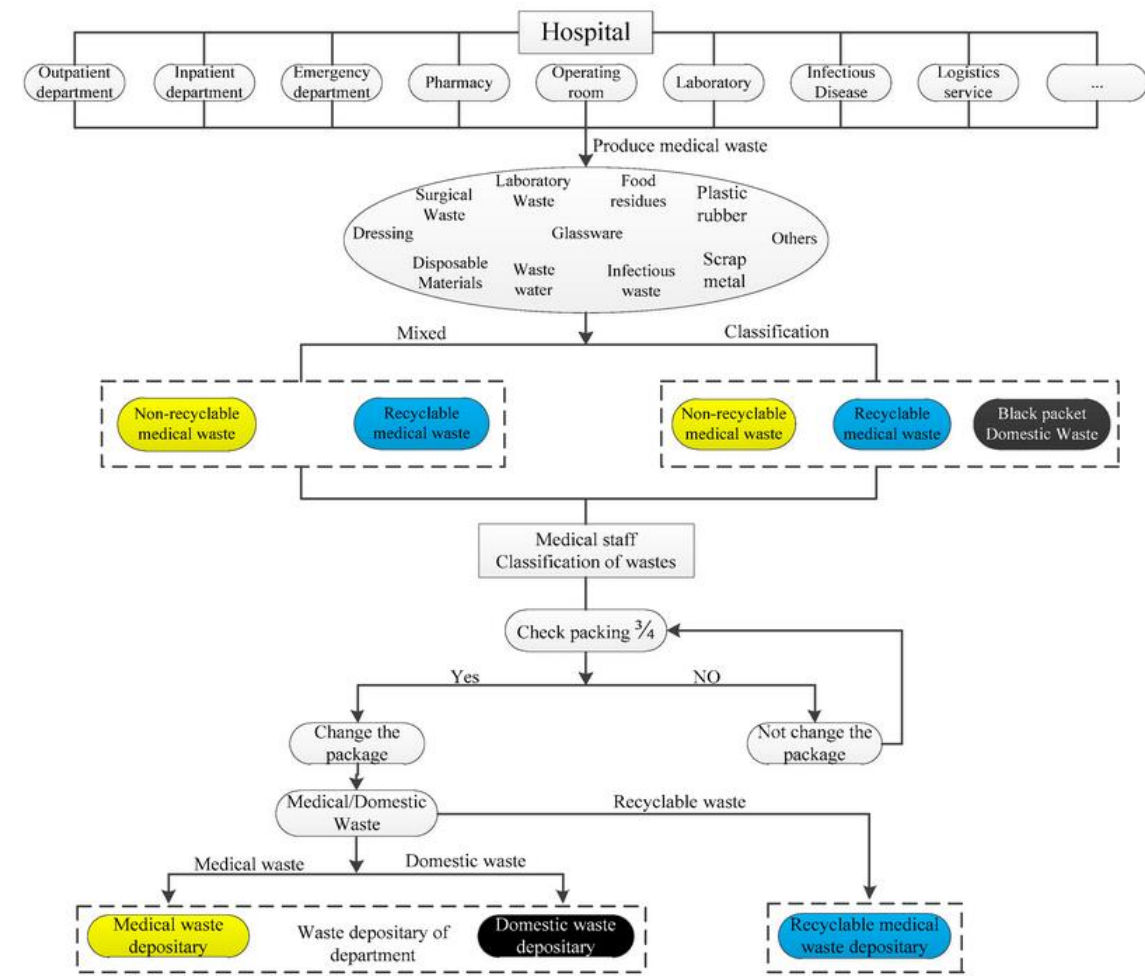 Hospital
Outpatient
department
Inpatient
department
Emergency
department
Pharmacy
Operating
room
Laboratory
Infectious
Disease
Logistics
service
...
Produce medical waste
Surgical
Waste
Laboratory
Waste
Food
residues
Plastic
rubber
Dressing
Glassware
Others
Disposable
Materials
Waste
water
Infectious
waste
Scrap
metal
Mixed
Classification
Non-recyclable
medical waste
Recyclable
medical waste
Non-recyclable
medical waste
Recyclable
medical waste
Black packet
Domestic Waste
Medical staff
Classification of wastes
Check packing ¾
Yes
NO
Change the
package
Not change the
package
Medical/Domestic
Waste
Recyclable waste
Medical waste
Domestic waste
Medical waste
depositary
Waste depositary of
department
Domestic waste
depositary
Recyclable medical
waste depositary